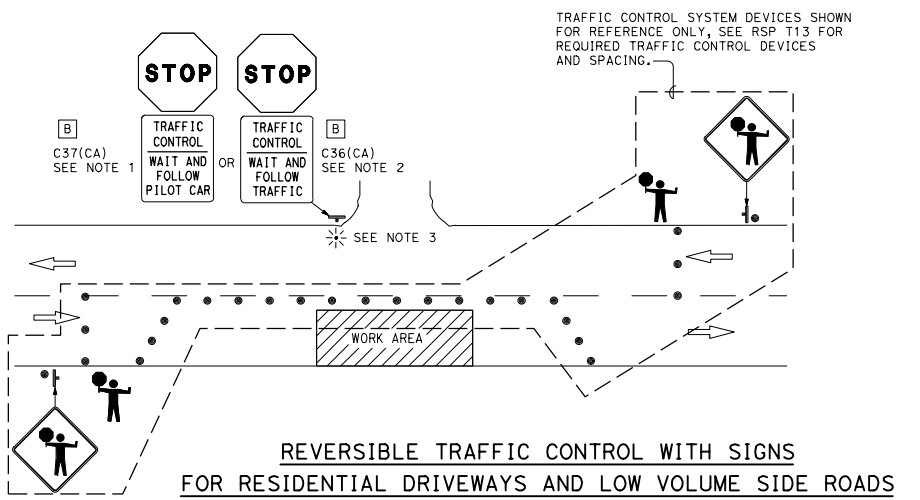 TRAFFIC CONTROL SYSTEM DEVICES SHOWN
FOR REFERENCE ONLY, SEE RSP T13 FOR
REQUIRED TRAFFIC CONTROL DEVICES
AND SPACING.
STOP
STOP
B
C37(CA)
SEE NOTE 1
TRAFFIC
CONTROL
WAIT AND
FOLLOW
PILOT CAR
OR
TRAFFIC
CONTROL
WAIT AND
FOLLOW
TRAFFIC
B
C36(CA)
SEE NOTE 2
SEE NOTE 3
WORK AREA
REVERSIBLE TRAFFIC CONTROL WITH SIGNS
FOR RESIDENTIAL DRIVEWAYS AND LOW VOLUME SIDE ROADS